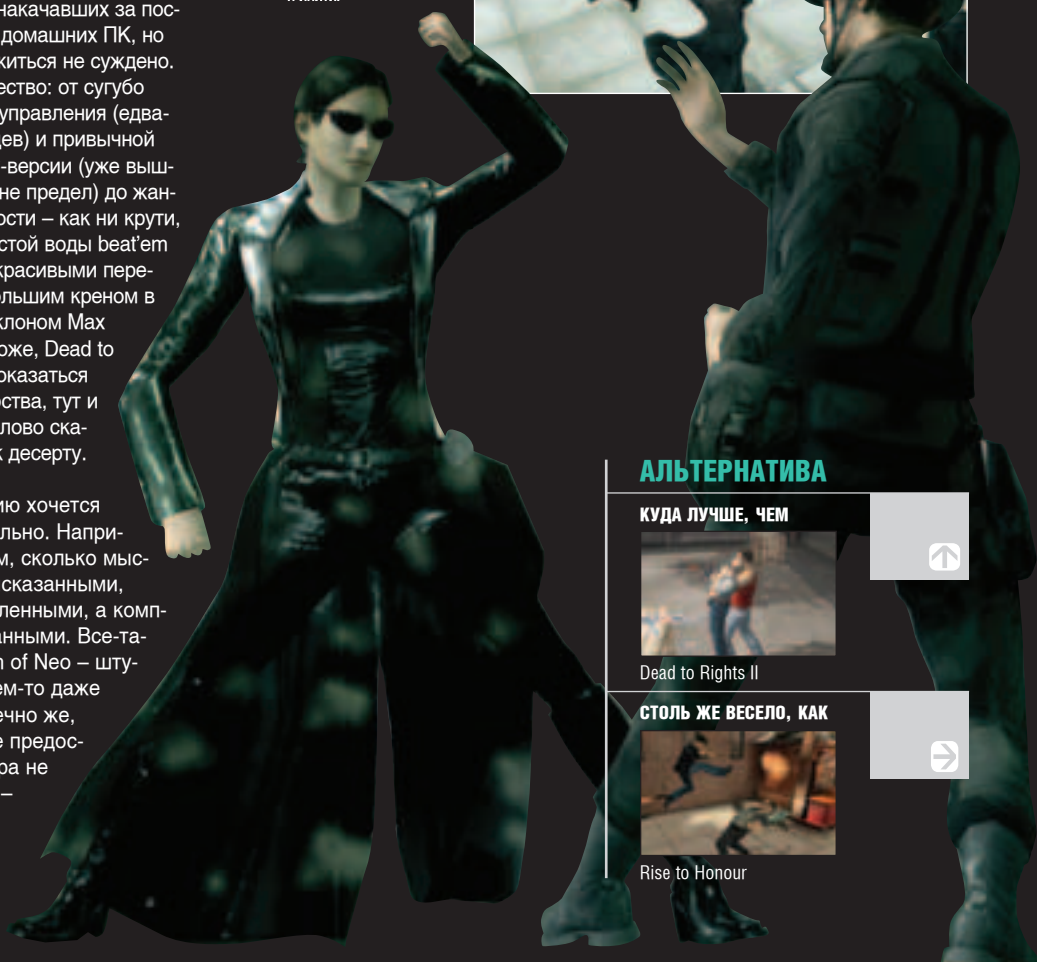 накачавших за пос-
домашних ПК, но
житься не суждено.
ество: от сугубо
управления (едва-
цев) и привычной
-версии (уже выш-
не предел) до жан-
ости – как ни крути,
стой воды beat'em
красивыми пере-
ольшим креном в
клоном Max
оже, Dead to
оказаться
ства, тут и
лово ска-
к десерту.
ию хочется
льно. Напри-
м, сколько мыс-
сказанными,
ленными, а комп-
анными. Все-та-
h of Neo – шту-
ем-то даже
ечно же,
е предос-
ра не
–
АЛЬТЕРНАТИВА
КУДА ЛУЧШЕ, ЧЕМ
Dead to Rights II
СТОЛЬ ЖЕ ВЕСЕЛО, КАК
Rise to Honour